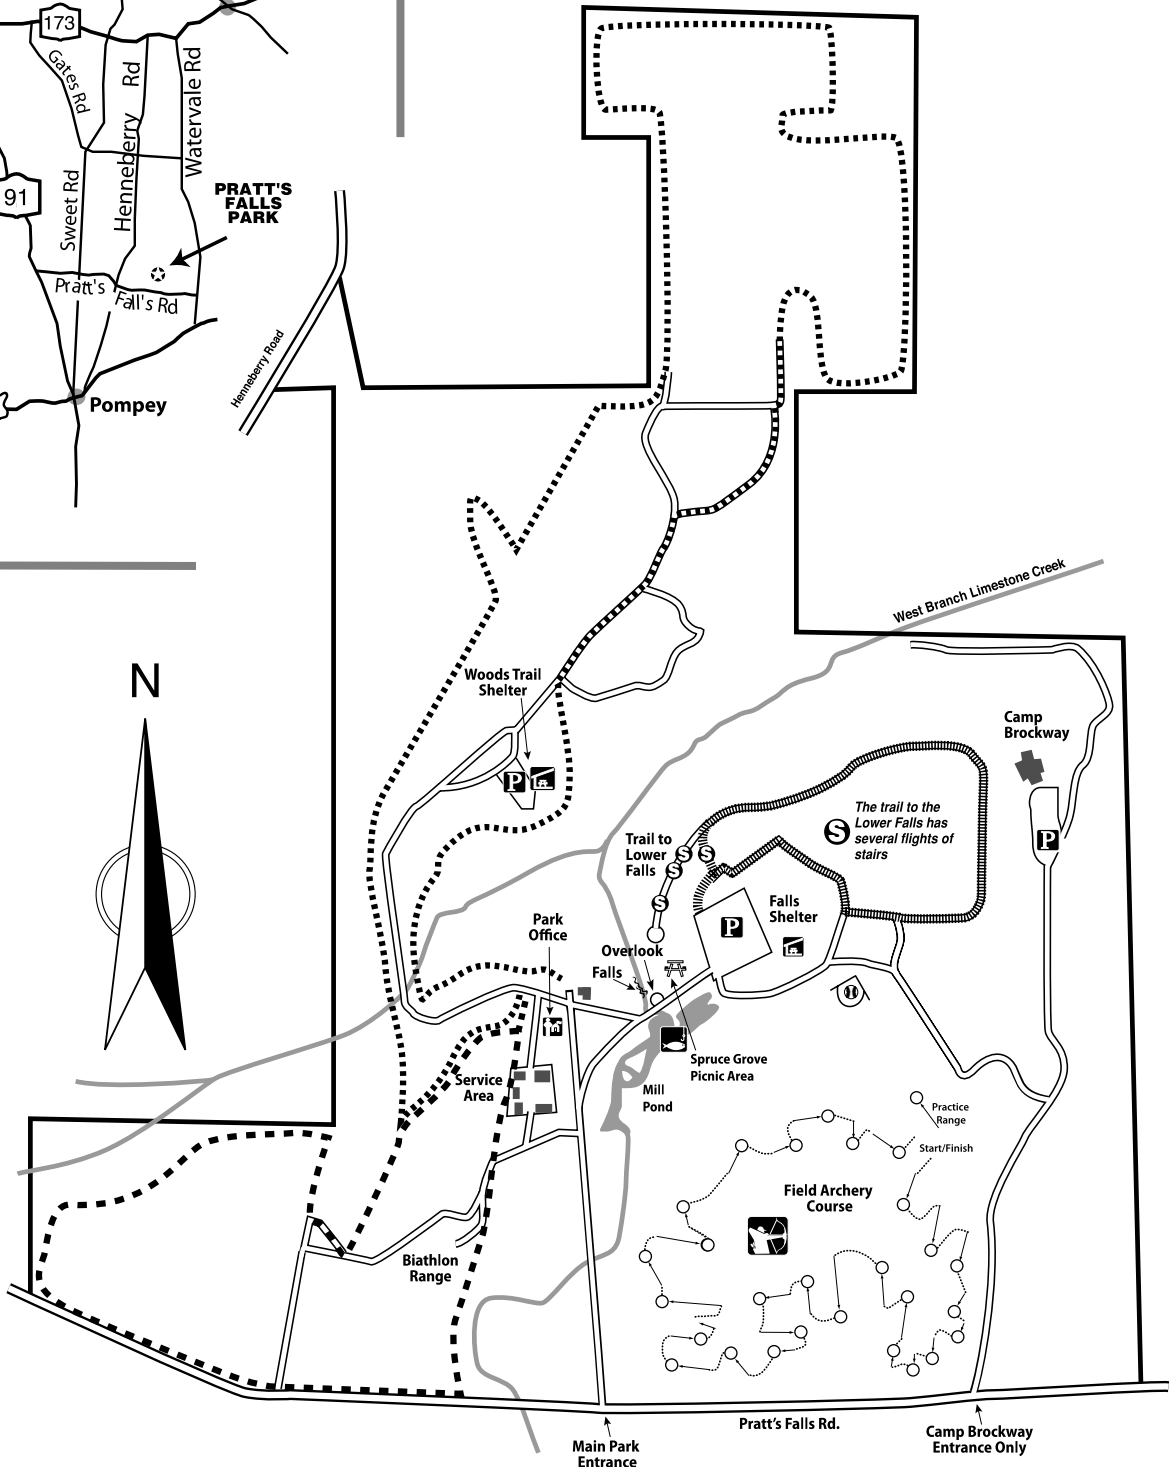 173
Gates Rd
Henneberry Rd
Watervale Rd
91
Sweet Rd
PRATT'S
FALLS
PARK
Pratt's Fall's Rd
Pompey
Henneberry Road
West Branch Limestone Creek
N
Woods Trail
Shelter
P
Camp
Brockway
P
The trail to the
Lower Falls has
several flights of
stairs
S
Trail to
Lower
Falls
S
S
S
S
Falls
Shelter
P
Park
Office
Overlook
Falls
Spruce Grove
Picnic Area
Service
Area
Mill
Pond
Practice
Range
Start/Finish
Field Archery
Course
Biathlon
Range
Pratt's Falls Rd.
Main Park
Entrance
Camp Brockway
Entrance Only